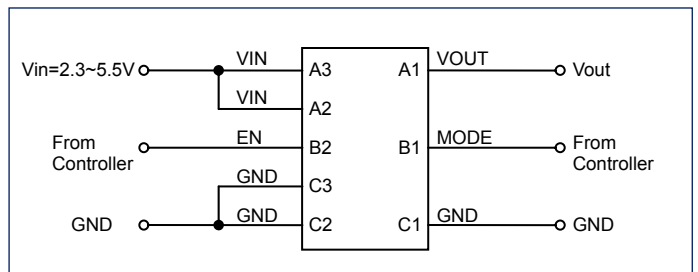 VIN VOUT
Vin=2.3~5.5V A3 A1 Vout
VIN
A2
From Controller EN B2 B1 MODE From Controller
GND C3
GND GND C2 C1 GND GND